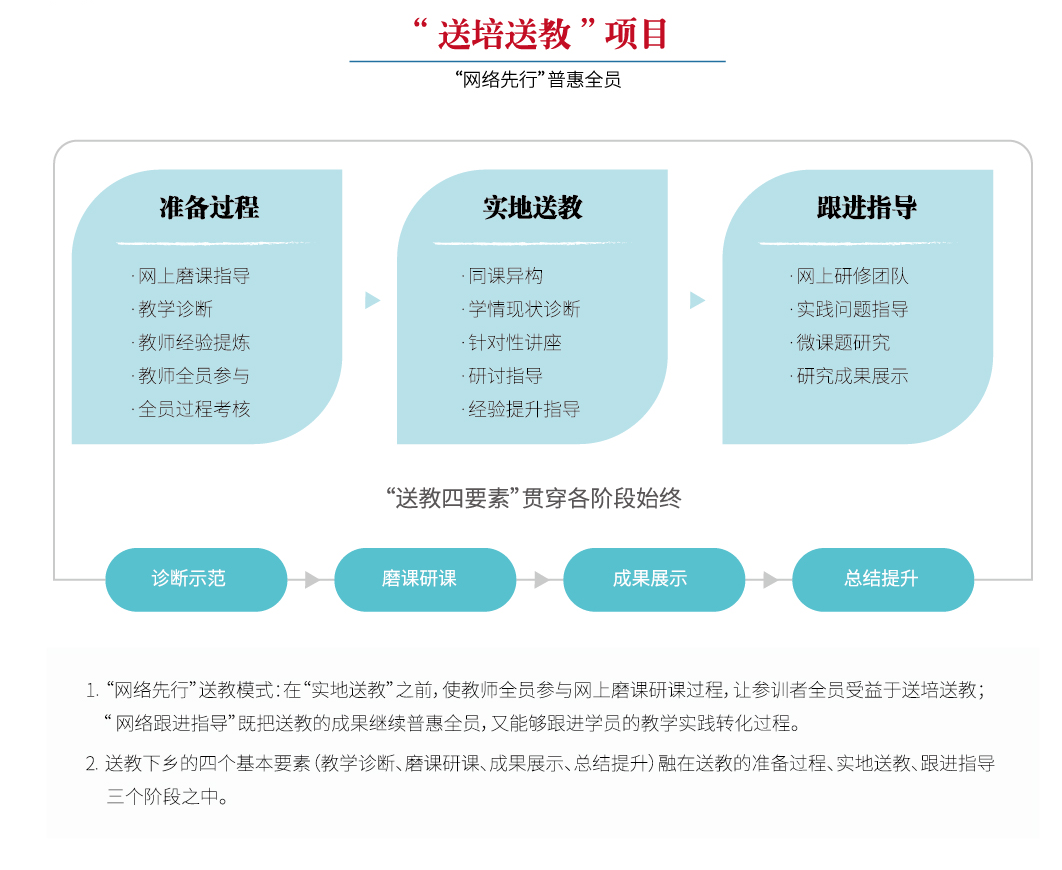 “送培送教”项目
“网络先行”普惠全员
准备过程
·网上磨课指导
·教学诊断
·教师经验提炼
·教师全员参与
·全员过程考核
实地送教
·同课异构
·学情现状诊断
·针对性讲座
·研讨指导
·经验提升指导
跟进指导
·网上研修团队
·实践问题指导
·微课题研究
·研究成果展示
“送教四要素”贯穿各阶段始终
诊断示范
磨课研课
成果展示
总结提升
1. “网络先行”送教模式：在“实地送教”之前，使教师全员参与网上磨课研课过程，让参训者全员受益于送培送教；
“网络跟进指导”既把送教的成果继续普惠全员，又能够跟进学员的教学实践转化过程。
2. 送教下乡的四个基本要素（教学诊断、磨课研课、成果展示、总结提升）融在送教的准备过程、实地送教、跟进指导
三个阶段之中。